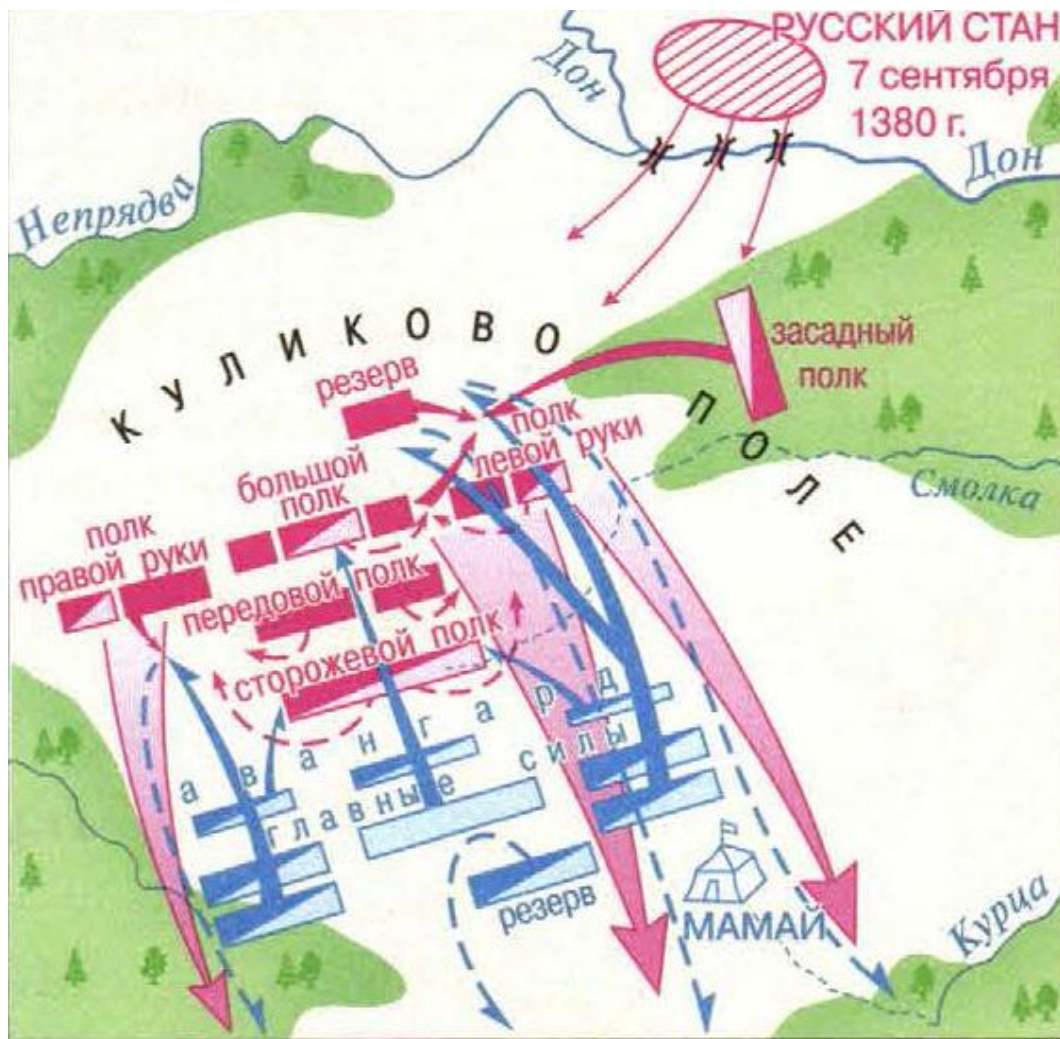 РУССКИЙ СТАН
7 сентября
1380 г.
Дон
Дон
Непрядва
КУЛИКОВО
ПОЛЕ
засадный
полк
резерв
полк
левой руки
большой
полк
Смолка
полк
правой руки
передовой полк
сторожевой полк
авангард
главные силы
резерв
МАМАЙ
Курца